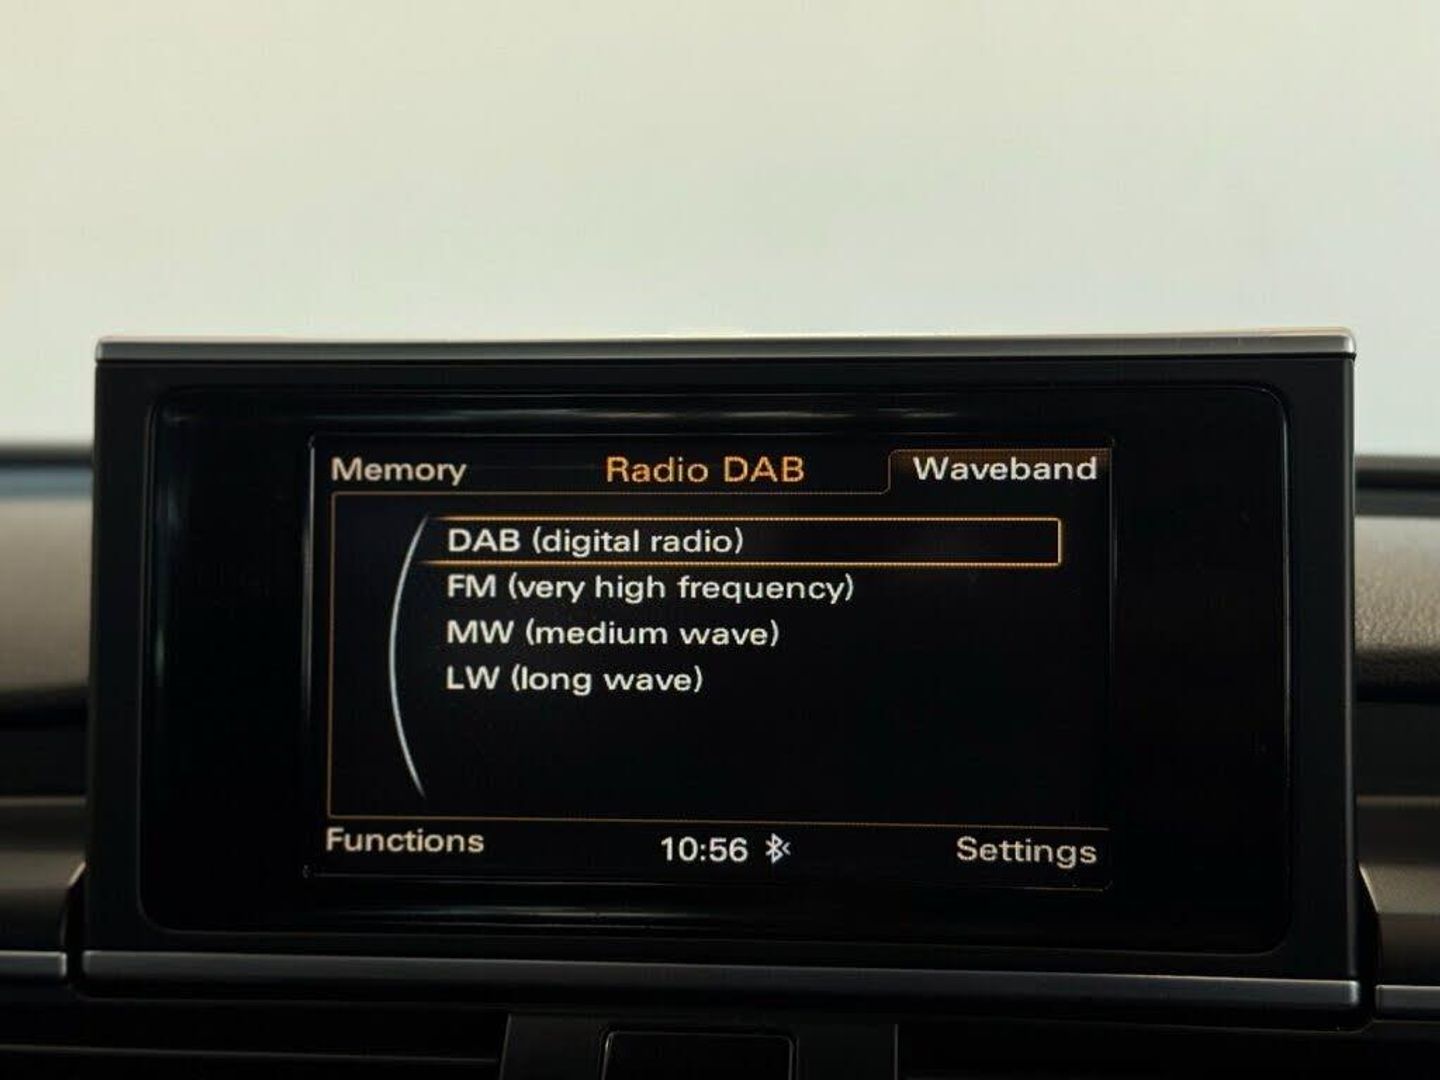 Memory Radio DAB Waveband
DAB (digital radio)
FM (very high frequency)
MW (medium wave)
LW (long wave)
Functions 10:56 Settings